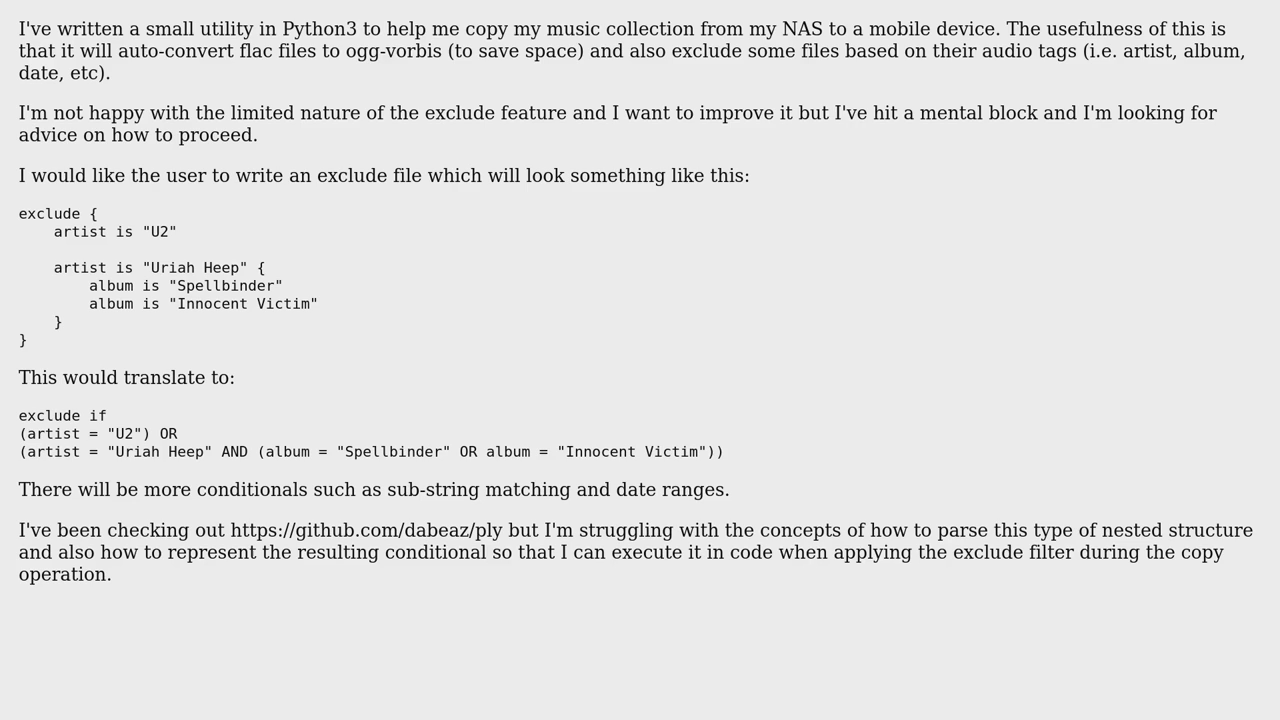 I've written a small utility in Python3 to help me copy my music collection from my NAS to a mobile device. The usefulness of this is
that it will auto-convert flac files to ogg-vorbis (to save space) and also exclude some files based on their audio tags (i.e. artist, album,
date, etc).
I'm not happy with the limited nature of the exclude feature and I want to improve it but I've hit a mental block and I'm looking for
advice on how to proceed.
I would like the user to write an exclude file which will look something like this:
exclude {
    artist is "U2"
    artist is "Uriah Heep" {
        album is "Spellbinder"
        album is "Innocent Victim"
    }
}
This would translate to:
exclude if
(artist = "U2") OR
(artist = "Uriah Heep" AND (album = "Spellbinder" OR album = "Innocent Victim"))
There will be more conditionals such as sub-string matching and date ranges.
I've been checking out https://github.com/dabeaz/ply but I'm struggling with the concepts of how to parse this type of nested structure
and also how to represent the resulting conditional so that I can execute it in code when applying the exclude filter during the copy
operation.